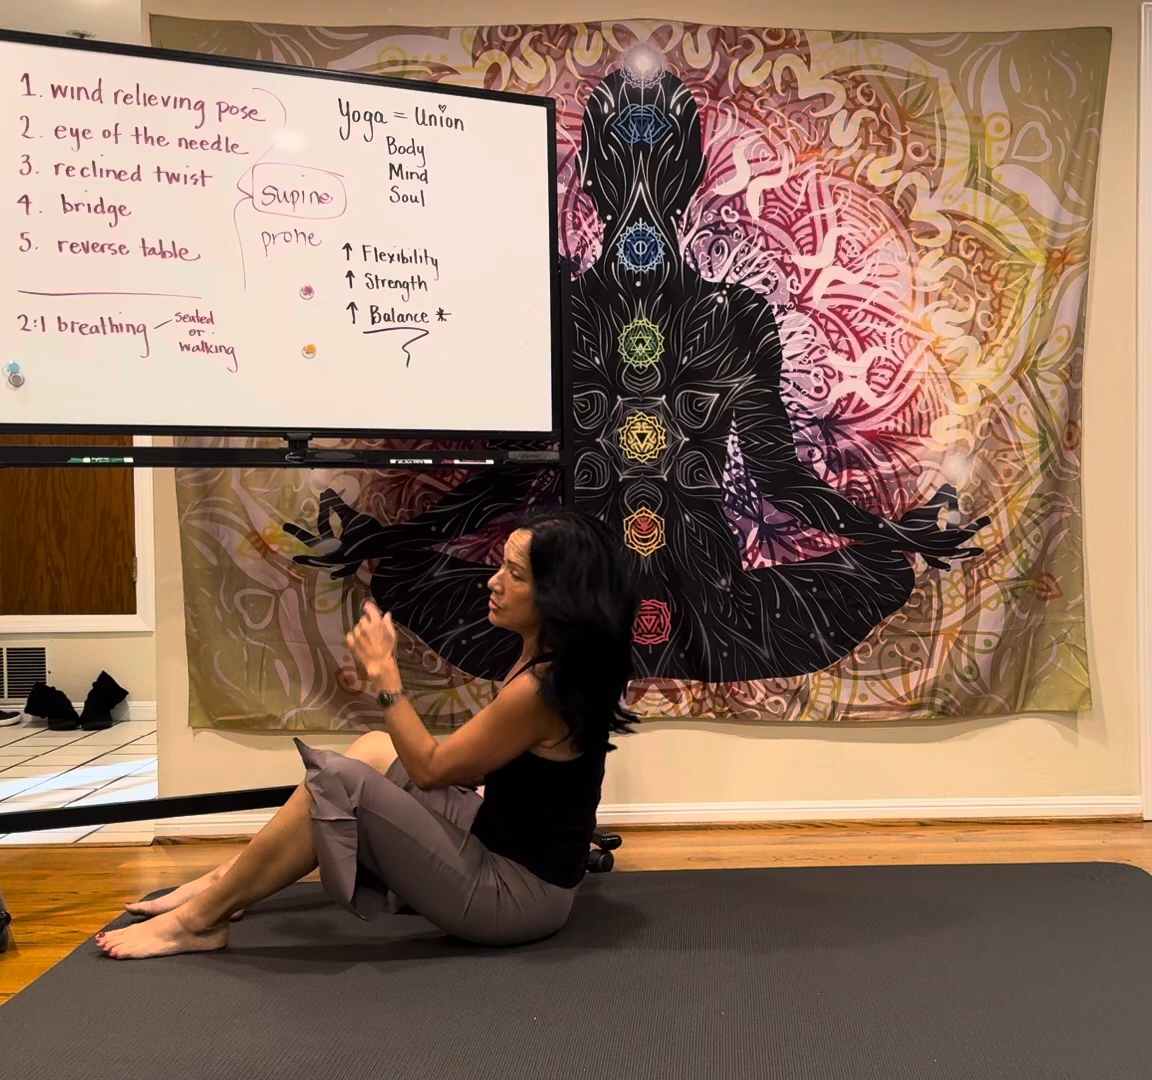 1. wind relieving pose
2. eye of the needle
3. reclined twist
4. bridge
5. reverse table
supine
prone
2:1 breathing
seated
or
walking
Yoga = Union
Body
Mind
Soul
↑ Flexibility
↑ Strength
↑ Balance *